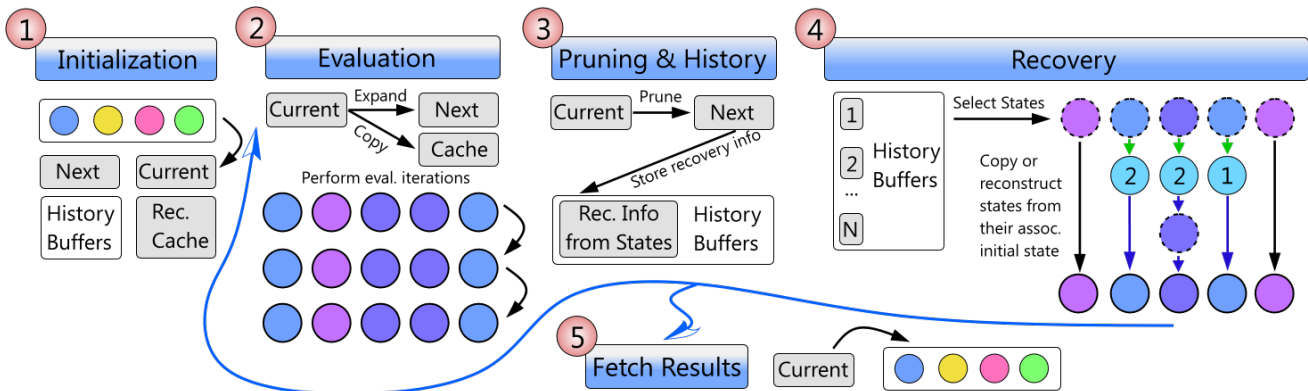 1
Initialization
Next
Current
History
Buffers
Rec.
Cache
2
Evaluation
Current
Expand
Next
Copy
Cache
Perform eval. iterations
3
Pruning & History
Current
Prune
Next
Store recovery info
Rec. Info
from States
History
Buffers
4
Recovery
1
2
...
N
History
Buffers
Select States
Copy or
reconstruct
states from
their assoc.
initial state
2
2
1
5
Fetch Results
Current